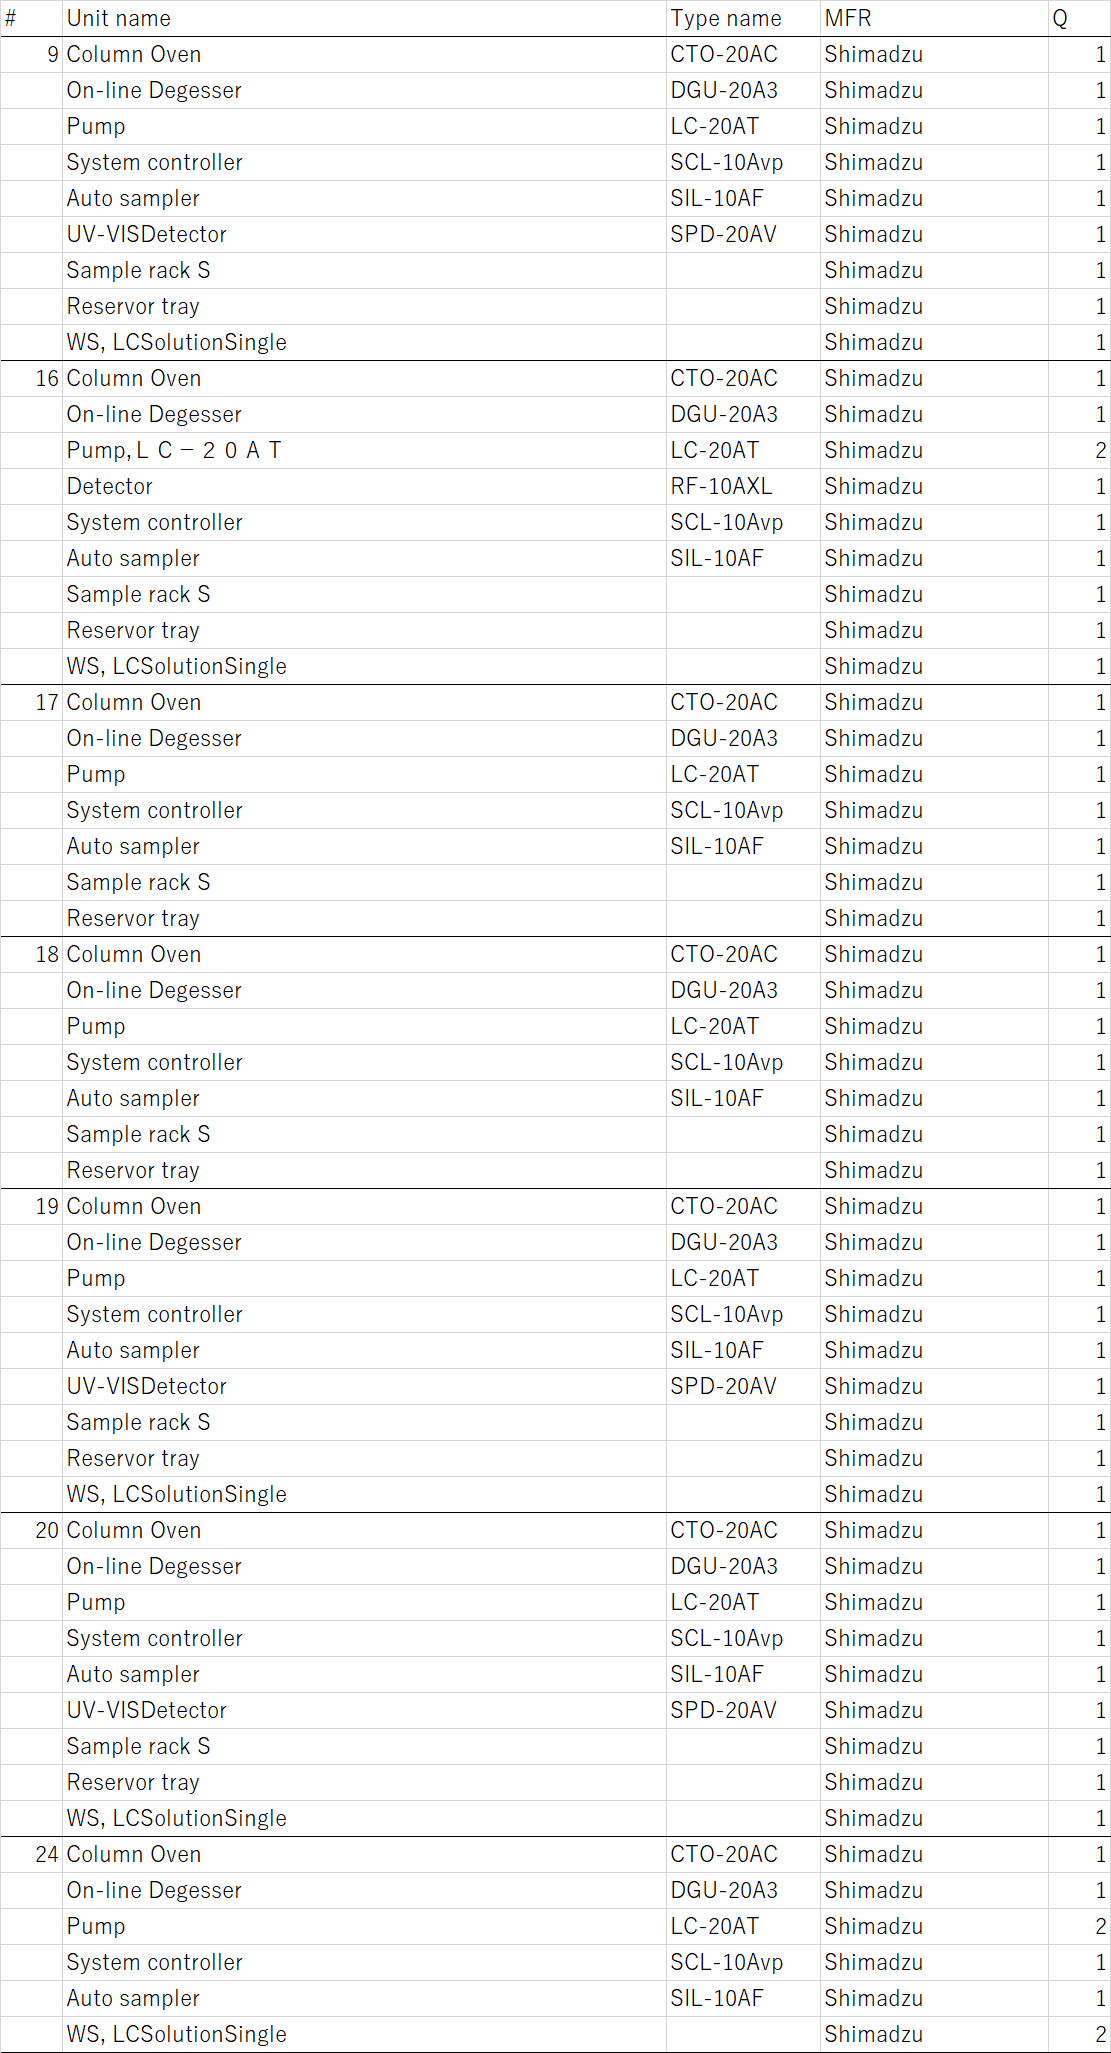 # Unit name Type name MFR Q
9 Column Oven CTO-20AC Shimadzu 1
On-line Degesser DGU-20A3 Shimadzu 1
Pump LC-20AT Shimadzu 1
System controller SCL-10Avp Shimadzu 1
Auto sampler SIL-10AF Shimadzu 1
UV-VISDetector SPD-20AV Shimadzu 1
Sample rack S Shimadzu 1
Reservor tray Shimadzu 1
WS, LCSolutionSingle Shimadzu 1
16 Column Oven CTO-20AC Shimadzu 1
On-line Degesser DGU-20A3 Shimadzu 1
Pump,ＬＣ－２０ＡＴ LC-20AT Shimadzu 2
Detector RF-10AXL Shimadzu 1
System controller SCL-10Avp Shimadzu 1
Auto sampler SIL-10AF Shimadzu 1
Sample rack S Shimadzu 1
Reservor tray Shimadzu 1
WS, LCSolutionSingle Shimadzu 1
17 Column Oven CTO-20AC Shimadzu 1
On-line Degesser DGU-20A3 Shimadzu 1
Pump LC-20AT Shimadzu 1
System controller SCL-10Avp Shimadzu 1
Auto sampler SIL-10AF Shimadzu 1
Sample rack S Shimadzu 1
Reservor tray Shimadzu 1
18 Column Oven CTO-20AC Shimadzu 1
On-line Degesser DGU-20A3 Shimadzu 1
Pump LC-20AT Shimadzu 1
System controller SCL-10Avp Shimadzu 1
Auto sampler SIL-10AF Shimadzu 1
Sample rack S Shimadzu 1
Reservor tray Shimadzu 1
19 Column Oven CTO-20AC Shimadzu 1
On-line Degesser DGU-20A3 Shimadzu 1
Pump LC-20AT Shimadzu 1
System controller SCL-10Avp Shimadzu 1
Auto sampler SIL-10AF Shimadzu 1
UV-VISDetector SPD-20AV Shimadzu 1
Sample rack S Shimadzu 1
Reservor tray Shimadzu 1
WS, LCSolutionSingle Shimadzu 1
20 Column Oven CTO-20AC Shimadzu 1
On-line Degesser DGU-20A3 Shimadzu 1
Pump LC-20AT Shimadzu 1
System controller SCL-10Avp Shimadzu 1
Auto sampler SIL-10AF Shimadzu 1
UV-VISDetector SPD-20AV Shimadzu 1
Sample rack S Shimadzu 1
Reservor tray Shimadzu 1
WS, LCSolutionSingle Shimadzu 1
24 Column Oven CTO-20AC Shimadzu 1
On-line Degesser DGU-20A3 Shimadzu 1
Pump LC-20AT Shimadzu 2
System controller SCL-10Avp Shimadzu 1
Auto sampler SIL-10AF Shimadzu 1
WS, LCSolutionSingle Shimadzu 2